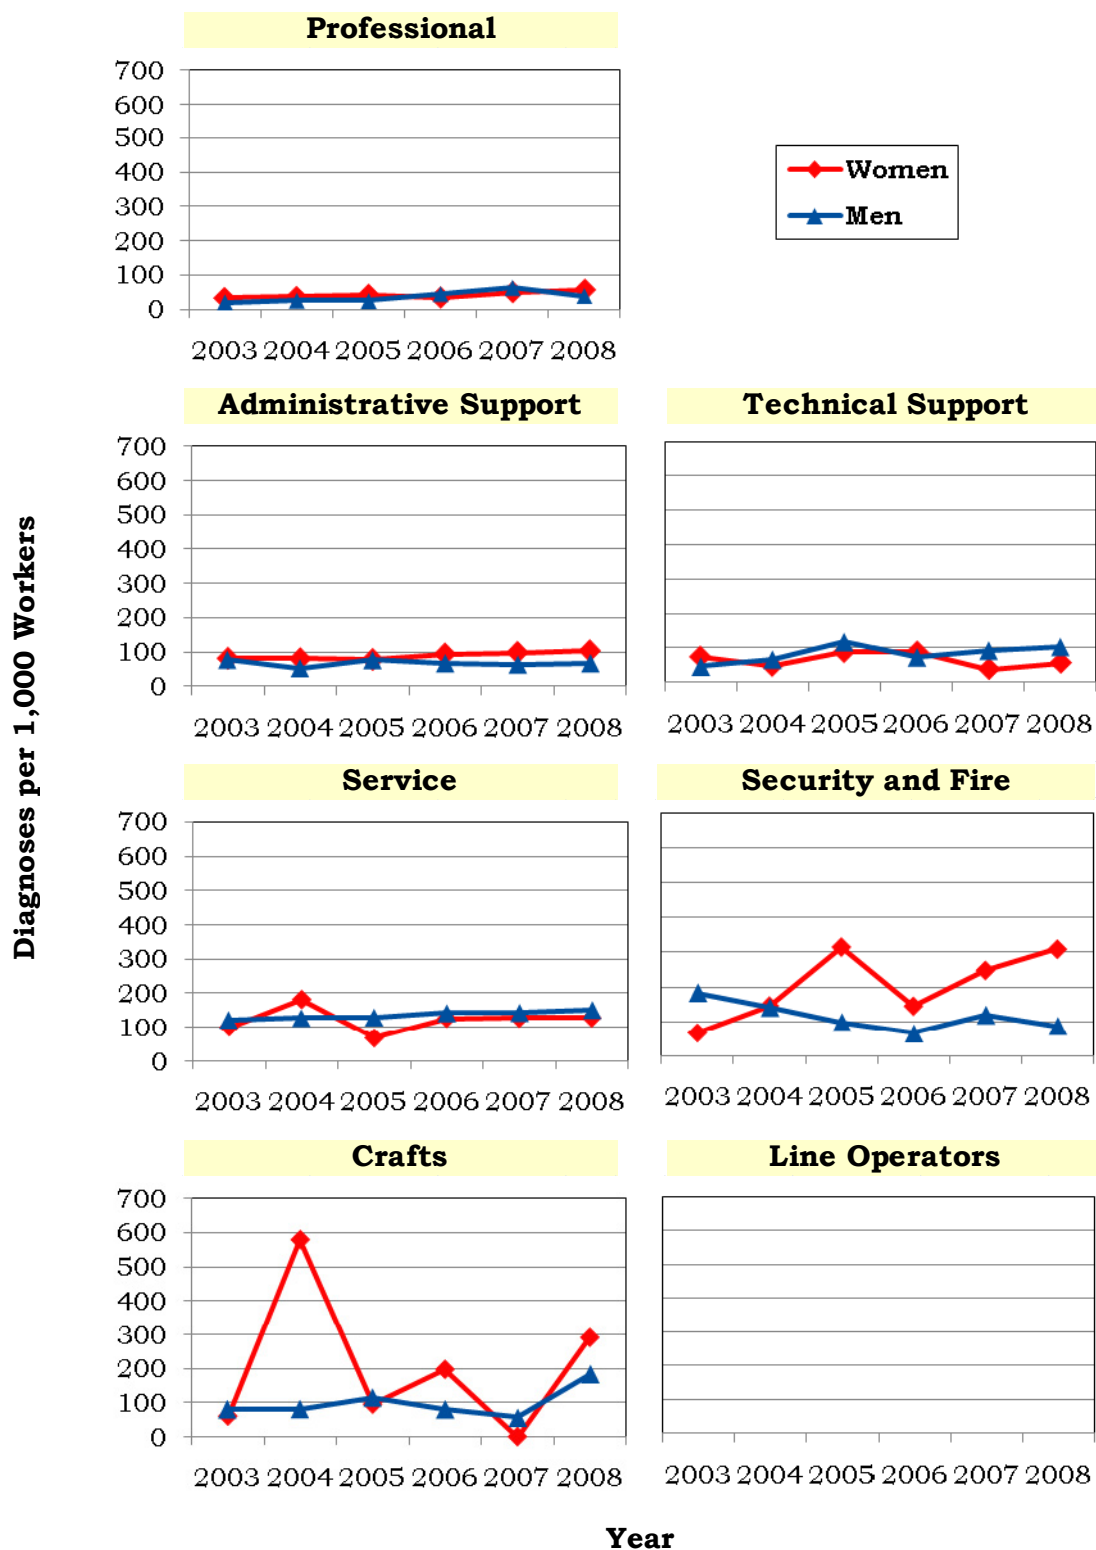 Professional
700
600
500
400
300
200
100
0
2003 2004 2005 2006 2007 2008
Women
Men
Diagnoses per 1,000 Workers
Administrative Support
700
600
500
400
300
200
100
0
2003 2004 2005 2006 2007 2008
Technical Support
2003 2004 2005 2006 2007 2008
Service
700
600
500
400
300
200
100
0
2003 2004 2005 2006 2007 2008
Security and Fire
2003 2004 2005 2006 2007 2008
Crafts
700
600
500
400
300
200
100
0
2003 2004 2005 2006 2007 2008
Line Operators
2003 2004 2005 2006 2007 2008
Year